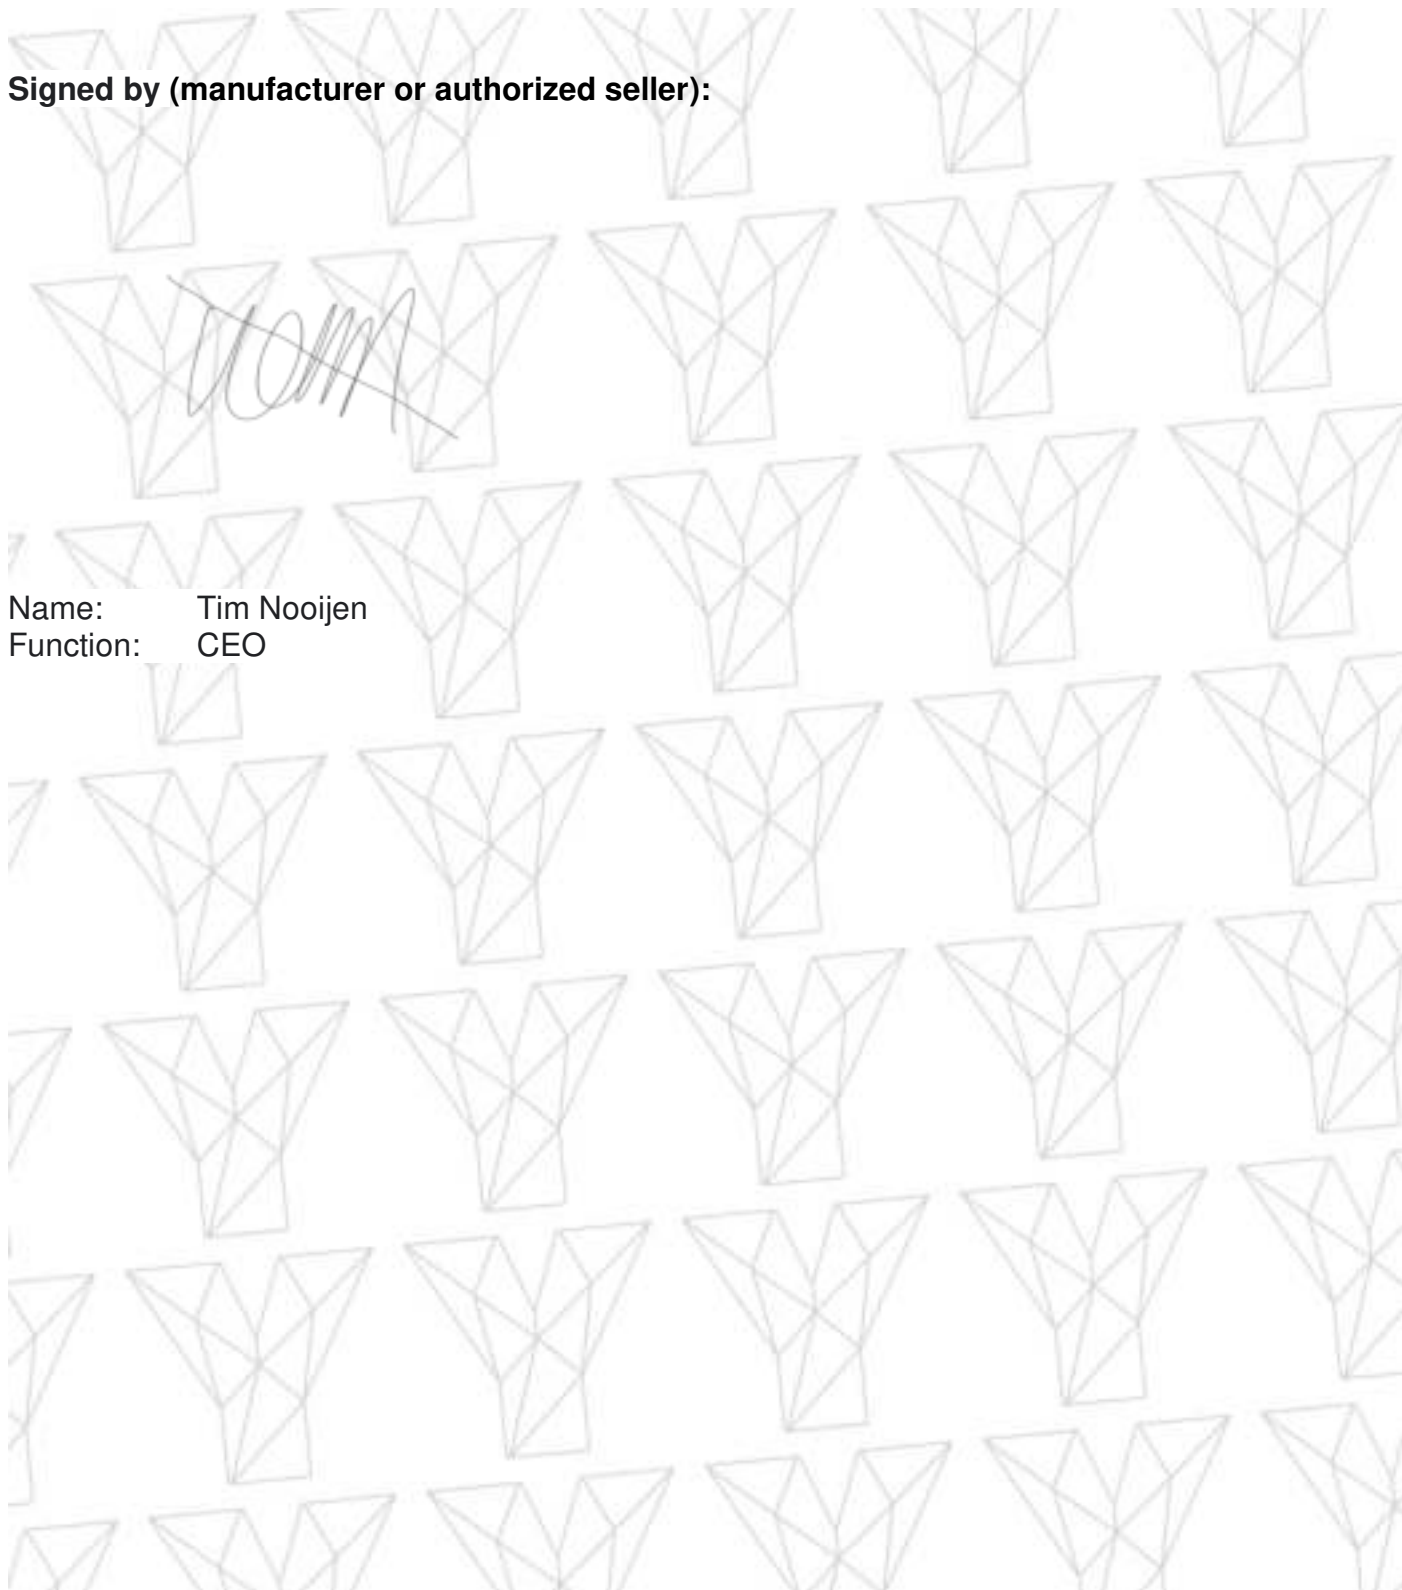 Signed by (manufacturer or authorized seller):
Name: Tim Nooijen
Function: CEO